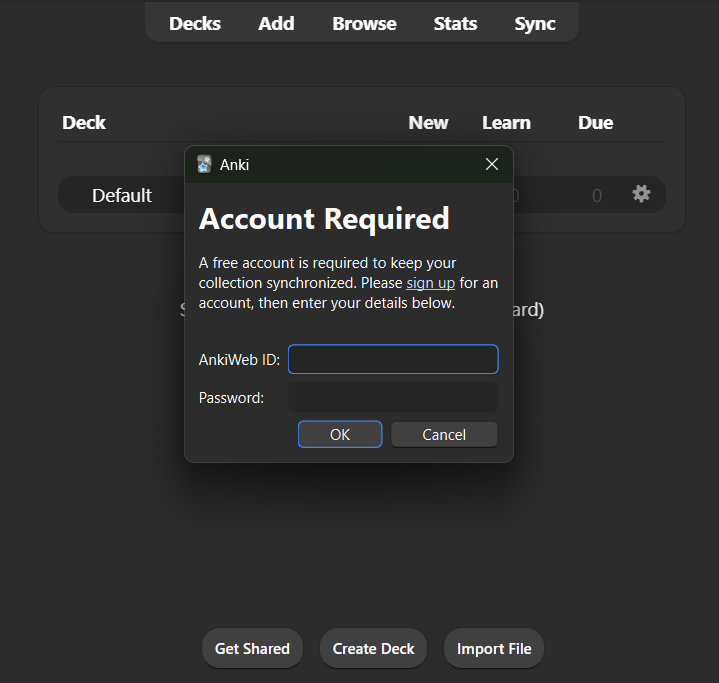 Decks Add Browse Stats Sync
Deck New Learn Due
Anki
Default 0 0
Account Required
A free account is required to keep your
collection synchronized. Please sign up for an
account, then enter your details below.
S ard)
AnkiWeb ID:
Password:
OK Cancel
Get Shared Create Deck Import File